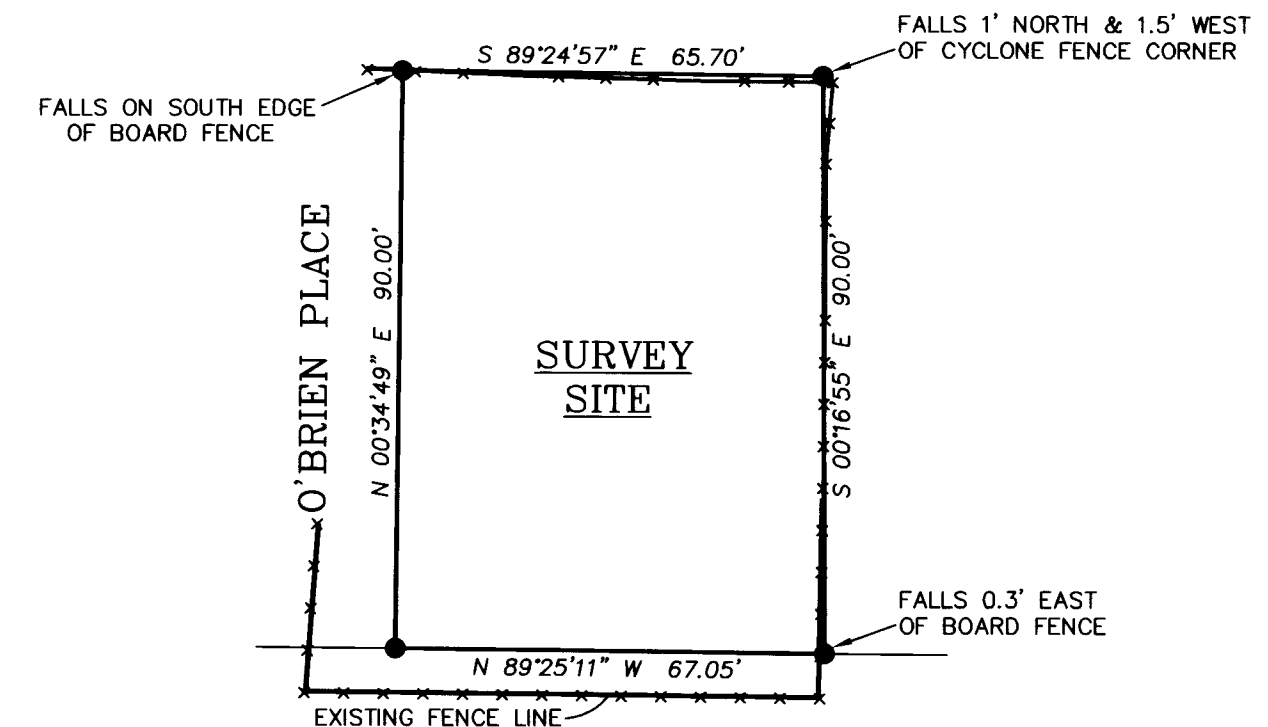 FALLS 1' NORTH & 1.5' WEST
OF CYCLONE FENCE CORNER
S 89°24'57" E 65.70'
FALLS ON SOUTH EDGE
OF BOARD FENCE
O'BRIEN PLACE
N 00°34'49" E 90.00'
SURVEY
SITE
S 00°16'55" E 90.00'
FALLS 0.3' EAST
OF BOARD FENCE
N 89°25'11" W 67.05'
EXISTING FENCE LINE